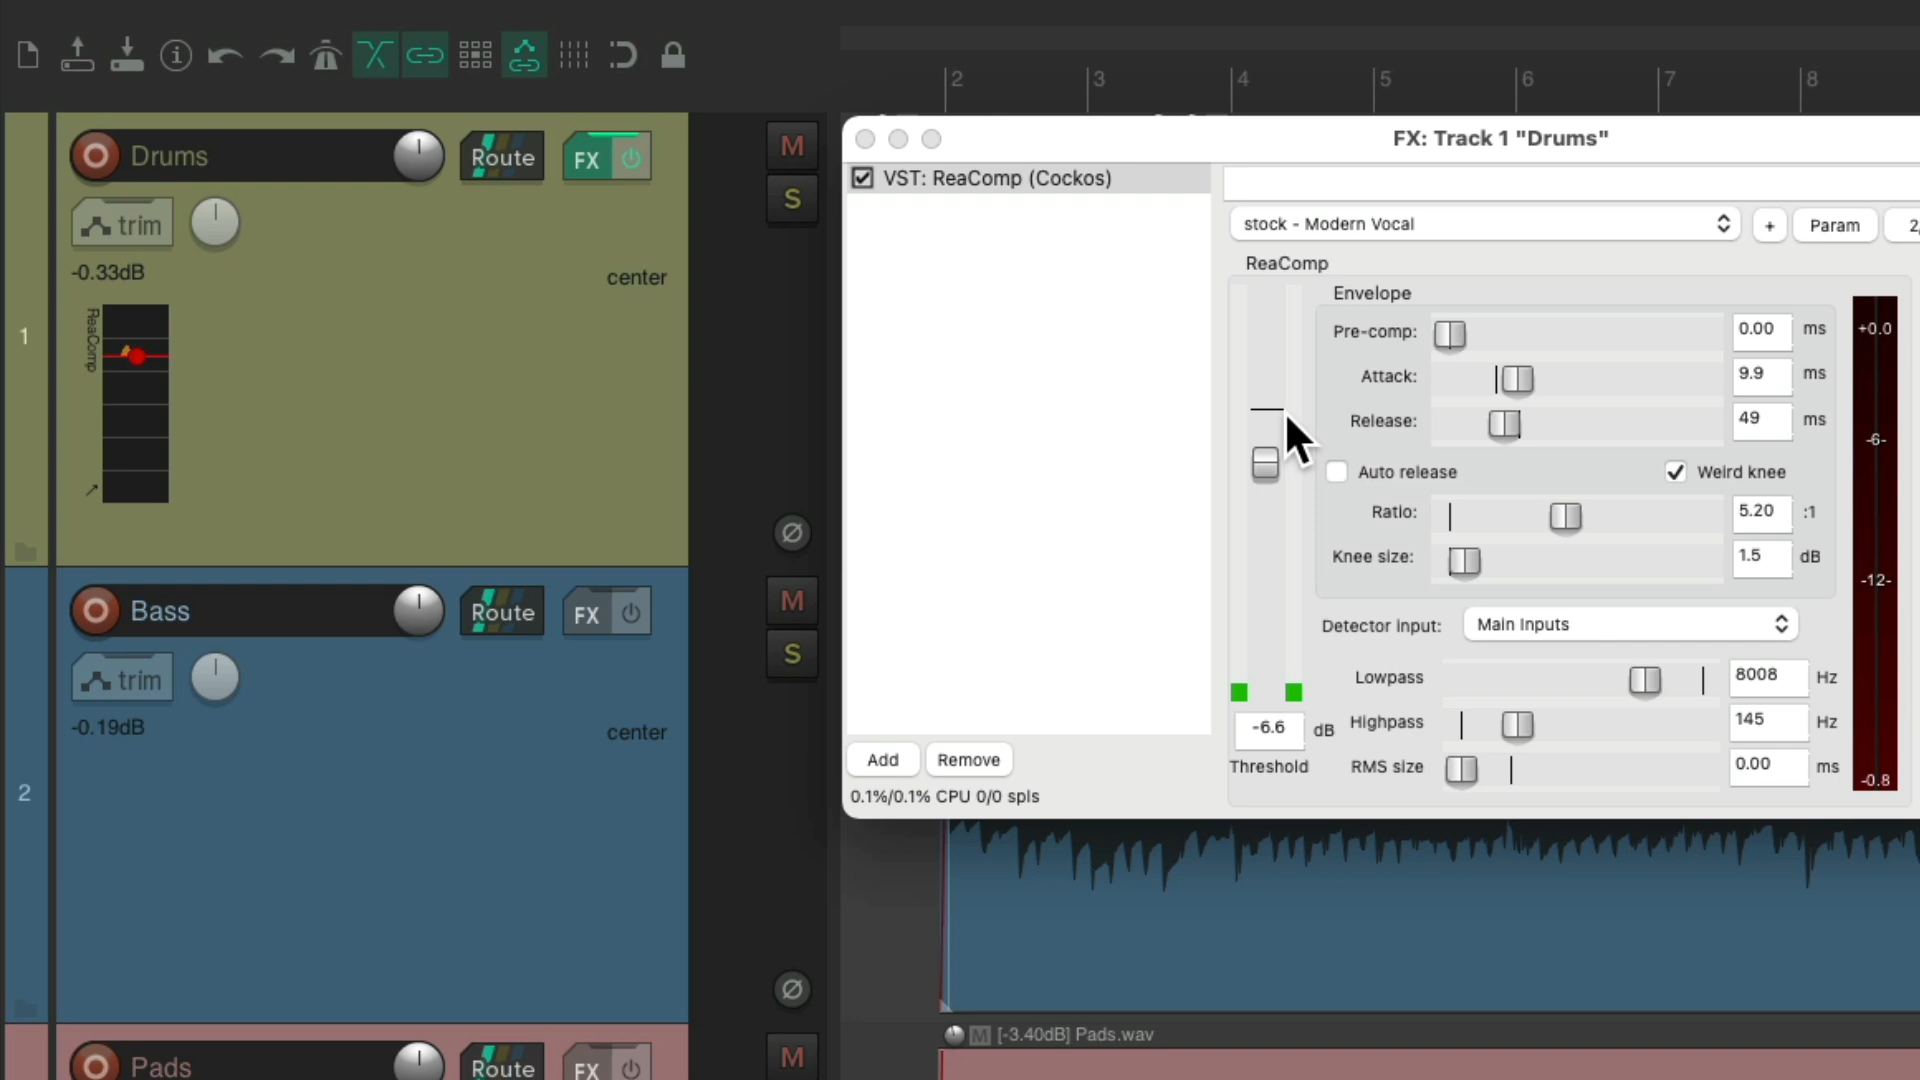 2 3 4 5 6 7 8
Drums Route FX M
S
trim
-0.33dB center
ReaComp
1
Bass Route FX M
S
trim
-0.19dB center
2
Pads Route FX M
FX: Track 1 "Drums"
VST: ReaComp (Cockos)
stock - Modern Vocal + Param 2
ReaComp
Envelope
Pre-comp: 0.00 ms
Attack: 9.9 ms
Release: 49 ms
Auto release Weird knee
Ratio: 5.20 :1
Knee size: 1.5 dB
Detector input: Main Inputs
Lowpass 8008 Hz
Highpass 145 Hz
RMS size 0.00 ms
-6.6 dB
Threshold
+0.0
-6-
-12-
-0.8
Add Remove
0.1%/0.1% CPU 0/0 spls
M [-3.40dB] Pads.wav